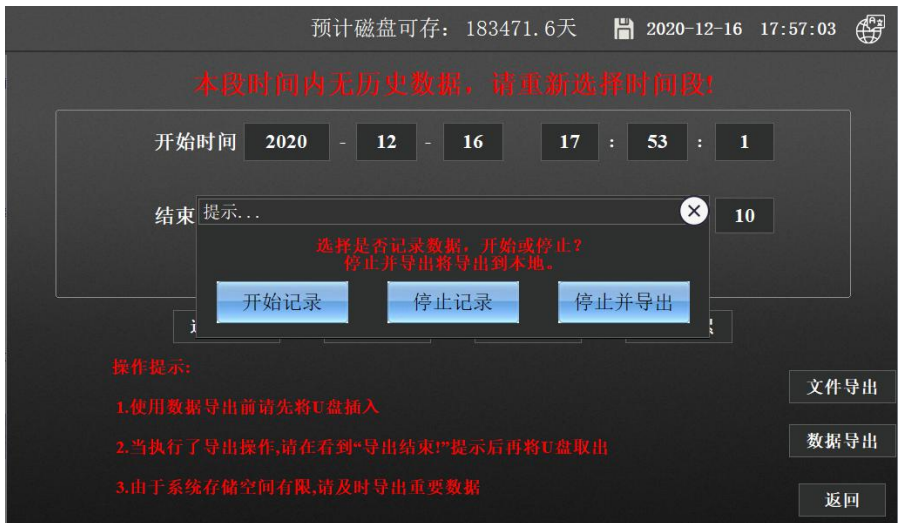 预计磁盘可存：183471.6天 2020-12-16 17:57:03
本段时间内无历史数据，请重新选择时间段!
开始时间 2020 - 12 - 16 17 : 53 : 1
结束 10
提示...
选择是否记录数据，开始或停止？
停止并导出将导出到本地。
开始记录 停止记录 停止并导出
操作提示:
文件导出
1.使用数据导出前请先将U盘插入
2.当执行了导出操作,请在看到“导出结束!”提示后再将U盘取出
数据导出
3.由于系统存储空间有限,请及时导出重要数据
返回